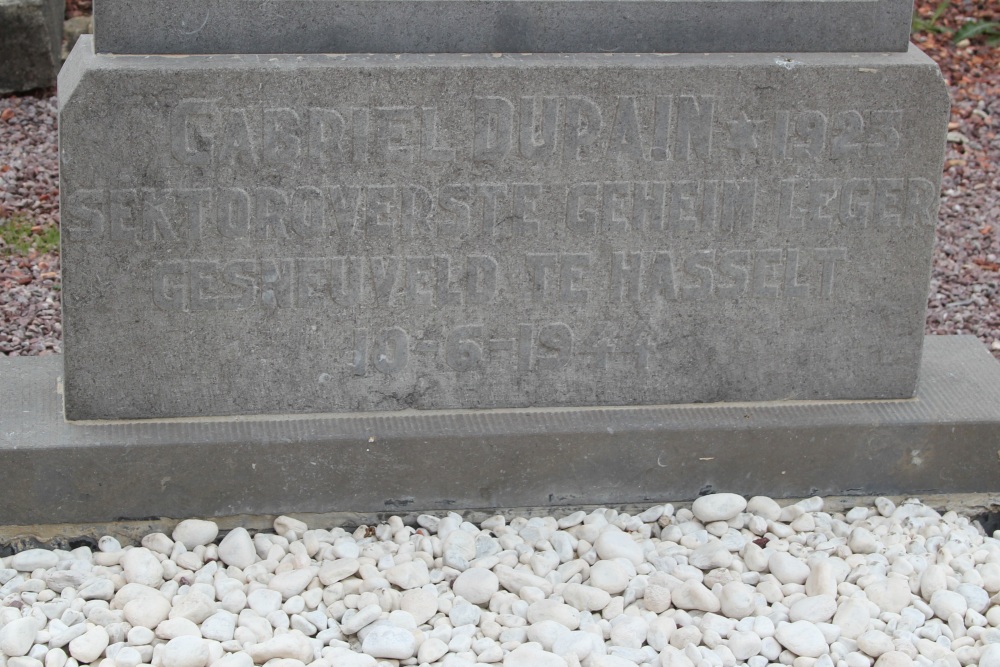 GABRIEL DUPAIN ★ 1925
SEKTOROVERSTE GEHEIM LEGER
GESNEUVELD TE HASSELT
10-6-1944